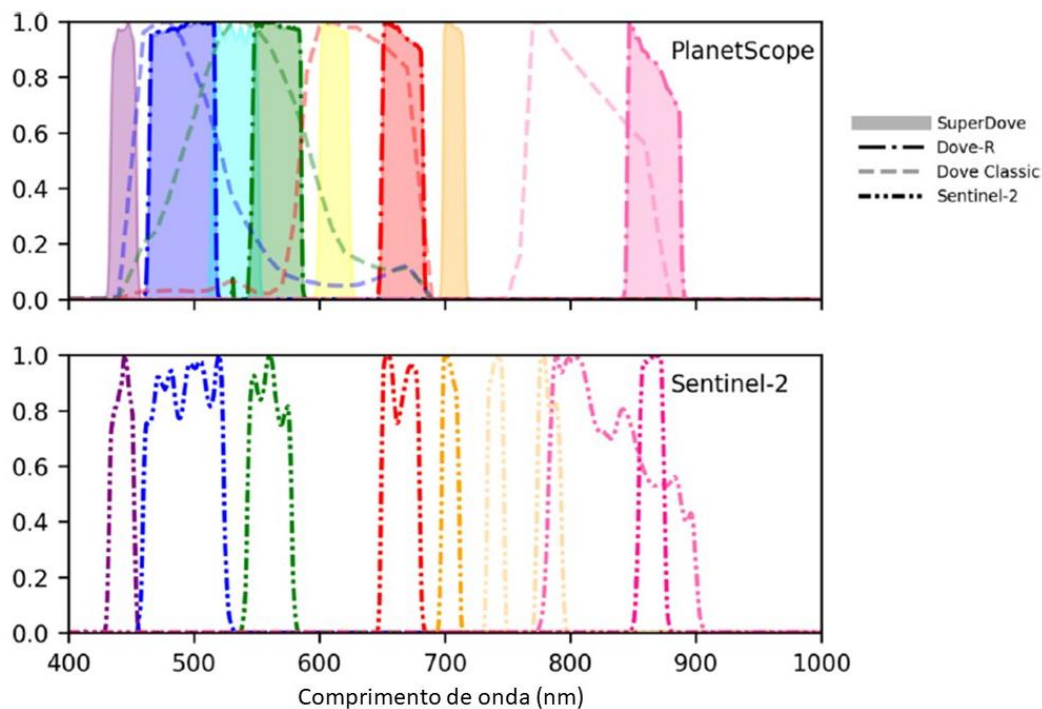 1.0
0.8
0.6
0.4
0.2
0.0
PlanetScope
SuperDove
Dove-R
Dove Classic
Sentinel-2
1.0
0.8
0.6
0.4
0.2
0.0
Sentinel-2
400 500 600 700 800 900 1000
Comprimento de onda (nm)